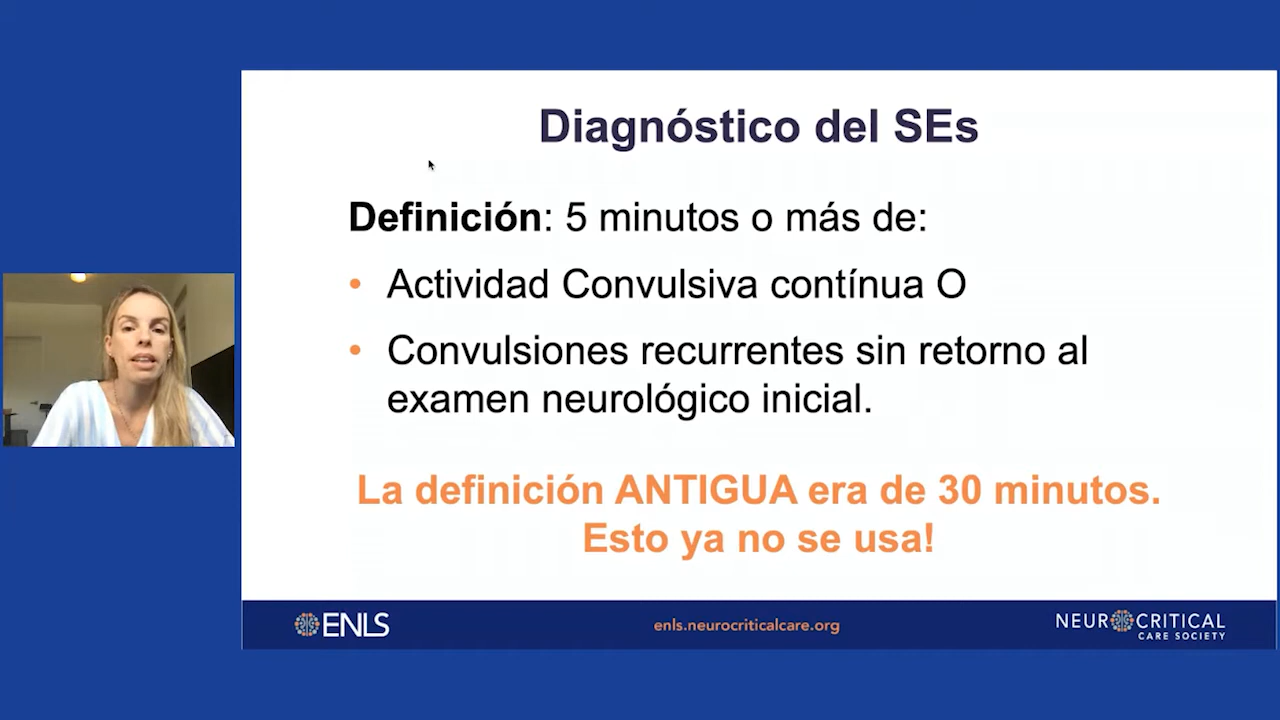 Diagnóstico del SEs
Definición: 5 minutos o más de:
• Actividad Convulsiva contínua O
• Convulsiones recurrentes sin retorno al
examen neurológico inicial.
La definición ANTIGUA era de 30 minutos.
Esto ya no se usa!
ENLS
enls.neurocriticalcare.org
NEUROCRITICAL
CARE SOCIETY